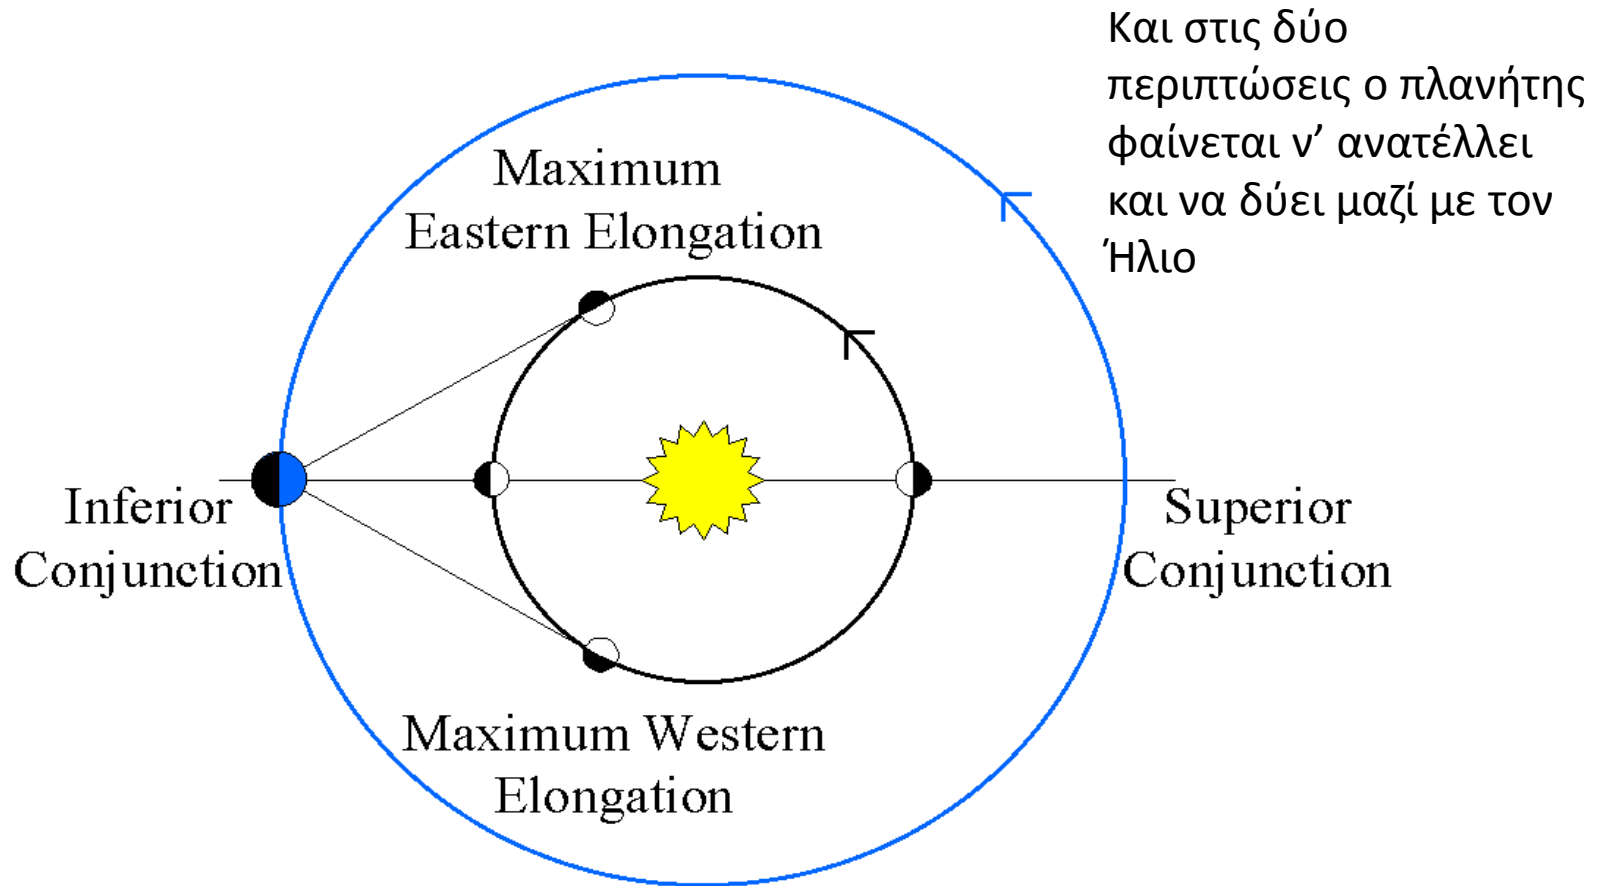 Και στις δύο
περιπτώσεις ο πλανήτης
φαίνεται ν’ ανατέλλει
και να δύει μαζί με τον
Ήλιο
Maximum
Eastern Elongation
Inferior
Conjunction
Superior
Conjunction
Maximum Western
Elongation